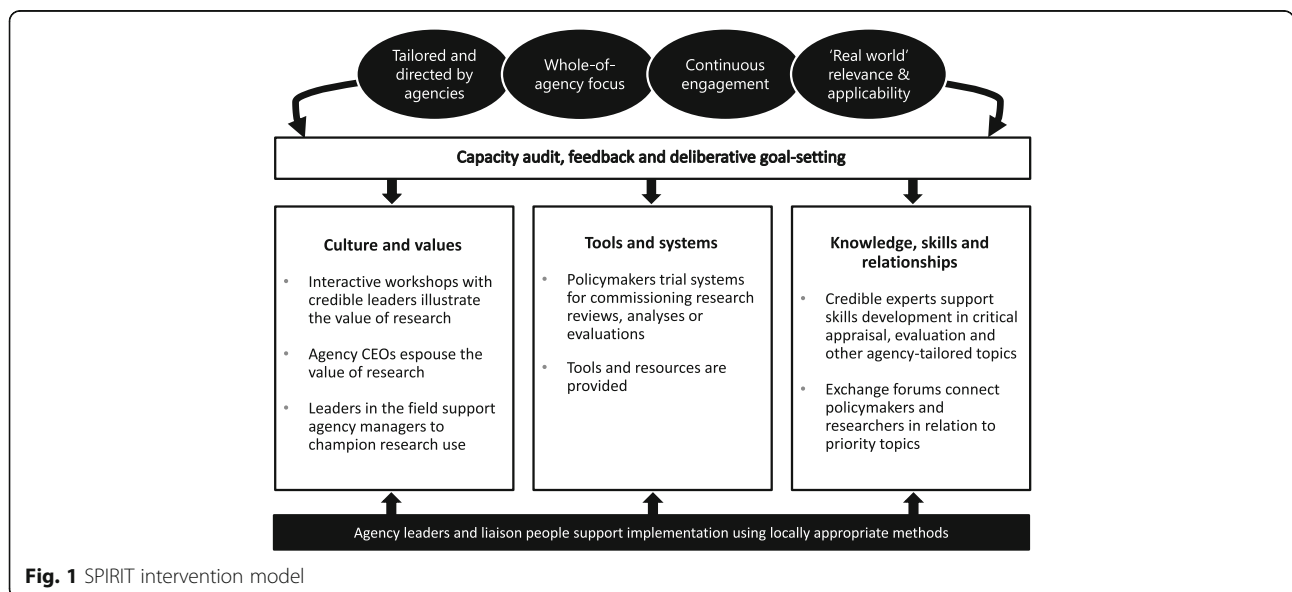 Tailored and
directed by
agencies
Whole-of-
agency focus
Continuous
engagement
'Real world'
relevance &
applicability
Capacity audit, feedback and deliberative goal-setting
Culture and values
• Interactive workshops with
credible leaders illustrate
the value of research
• Agency CEOs espouse the
value of research
• Leaders in the field support
agency managers to
champion research use
Tools and systems
• Policymakers trial systems
for commissioning research
reviews, analyses or
evaluations
• Tools and resources are
provided
Knowledge, skills and
relationships
• Credible experts support
skills development in critical
appraisal, evaluation and
other agency-tailored topics
• Exchange forums connect
policymakers and
researchers in relation to
priority topics
Agency leaders and liaison people support implementation using locally appropriate methods
Fig. 1 SPIRIT intervention model